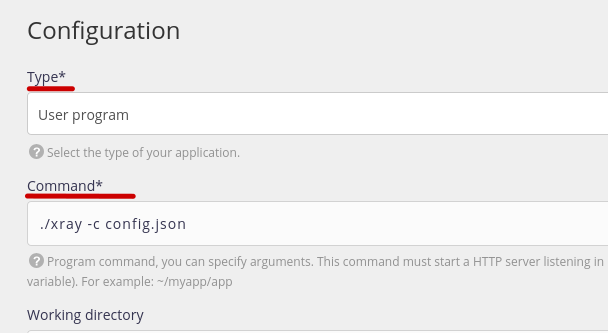 Configuration
Type*
User program
Select the type of your application.
Command*
./xray -c config.json
Program command, you can specify arguments. This command must start a HTTP server listening in
variable). For example: ~/myapp/app
Working directory